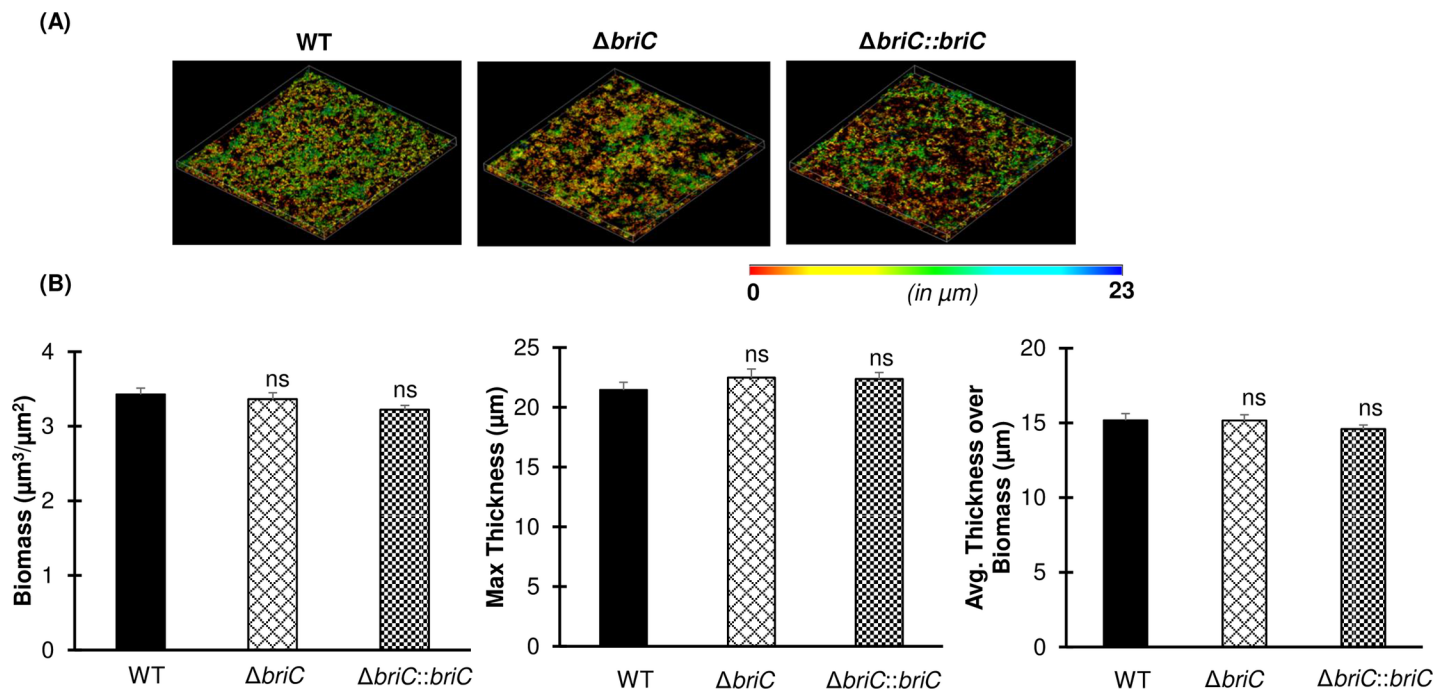 (A)
WT
ΔbriC
ΔbriC::briC
0
(in µm)
23
(B)
Biomass (µm³/µm²)
4
3
2
1
0
ns
ns
WT
ΔbriC
ΔbriC::briC
Max Thickness (µm)
25
20
15
10
5
0
ns
ns
WT
ΔbriC
ΔbriC::briC
Avg. Thickness over
Biomass (µm)
20
15
10
5
0
ns
ns
WT
ΔbriC
ΔbriC::briC